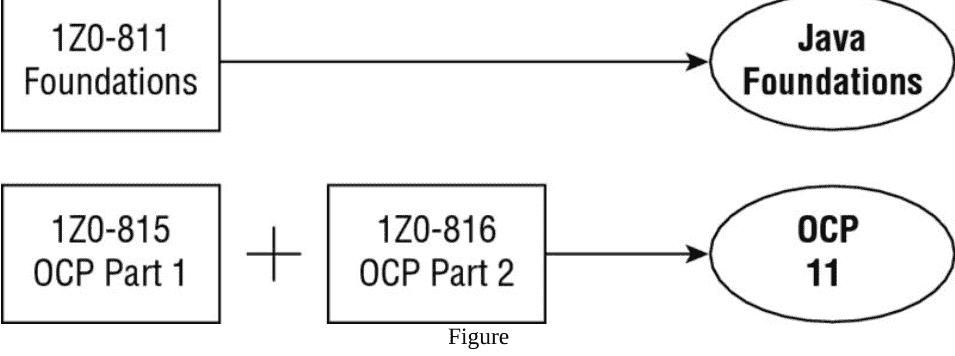 1Z0-811
Foundations
Java
Foundations
1Z0-815
OCP Part 1
+
1Z0-816
OCP Part 2
OCP
11
Figure